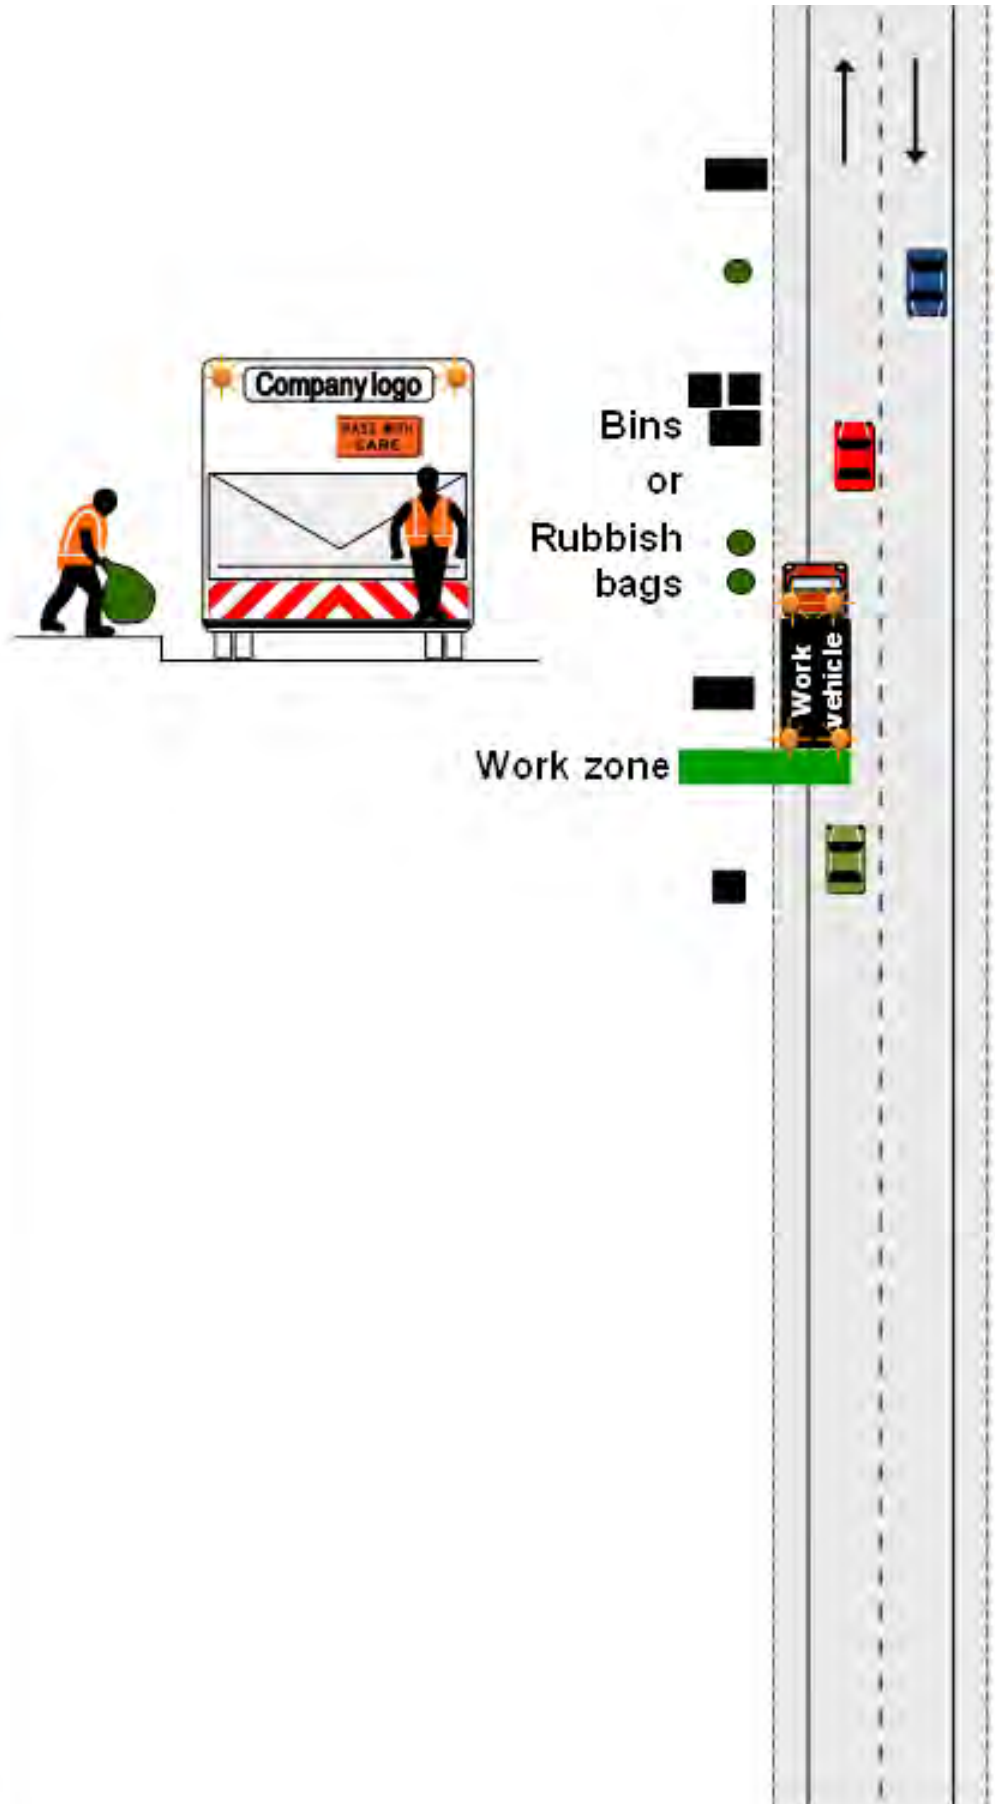 Company logo
PASS WITH
CARE
Bins
or
Rubbish
bags
Work
vehicle
Work zone